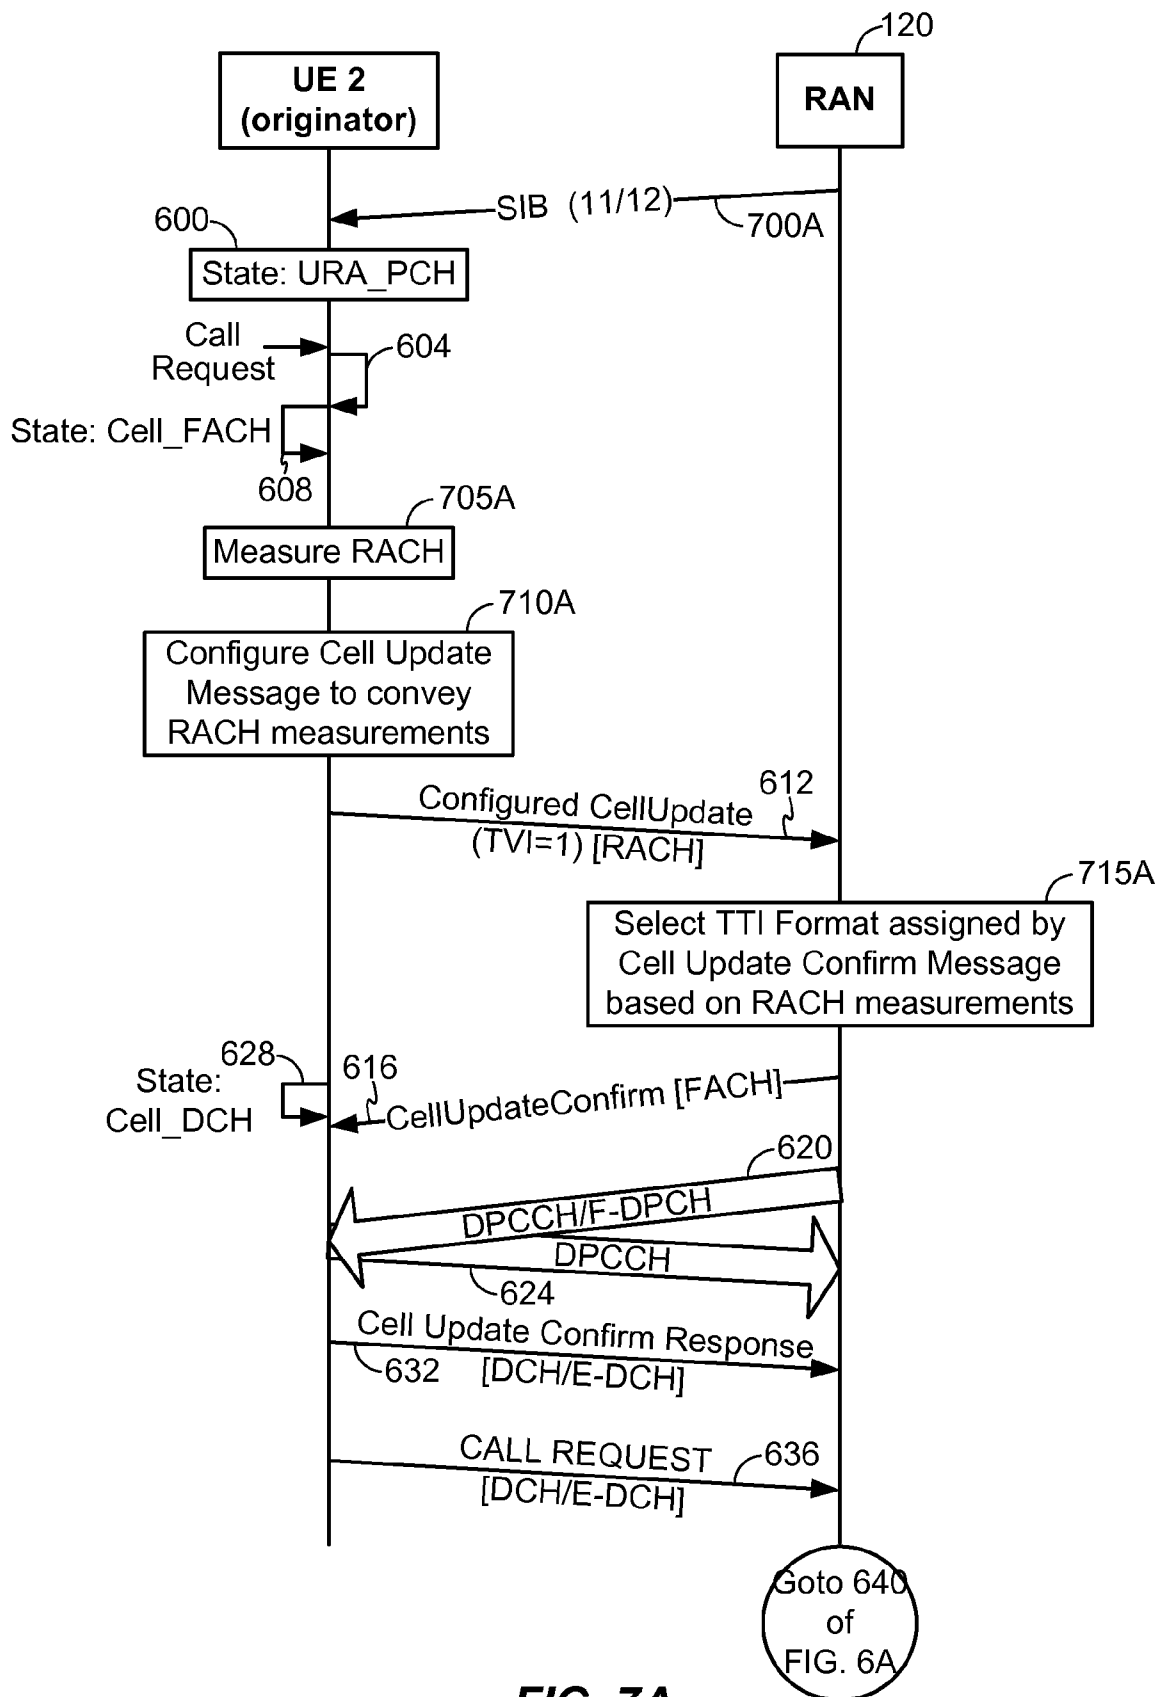 120
UE 2
(originator)
RAN
SIB (11/12)
700A
600
State: URA_PCH
Call
Request
604
State: Cell_FACH
608
705A
Measure RACH
710A
Configure Cell Update
Message to convey
RACH measurements
612
Configured CellUpdate
(TVI=1) [RACH]
715A
Select TTI Format assigned by
Cell Update Confirm Message
based on RACH measurements
628
State:
Cell_DCH
616
CellUpdateConfirm [FACH]
620
DPCCH/F-DPCH
DPCCH
624
Cell Update Confirm Response
632
[DCH/E-DCH]
CALL REQUEST
636
[DCH/E-DCH]
Goto 640
of
FIG. 6A
FIG. 7A